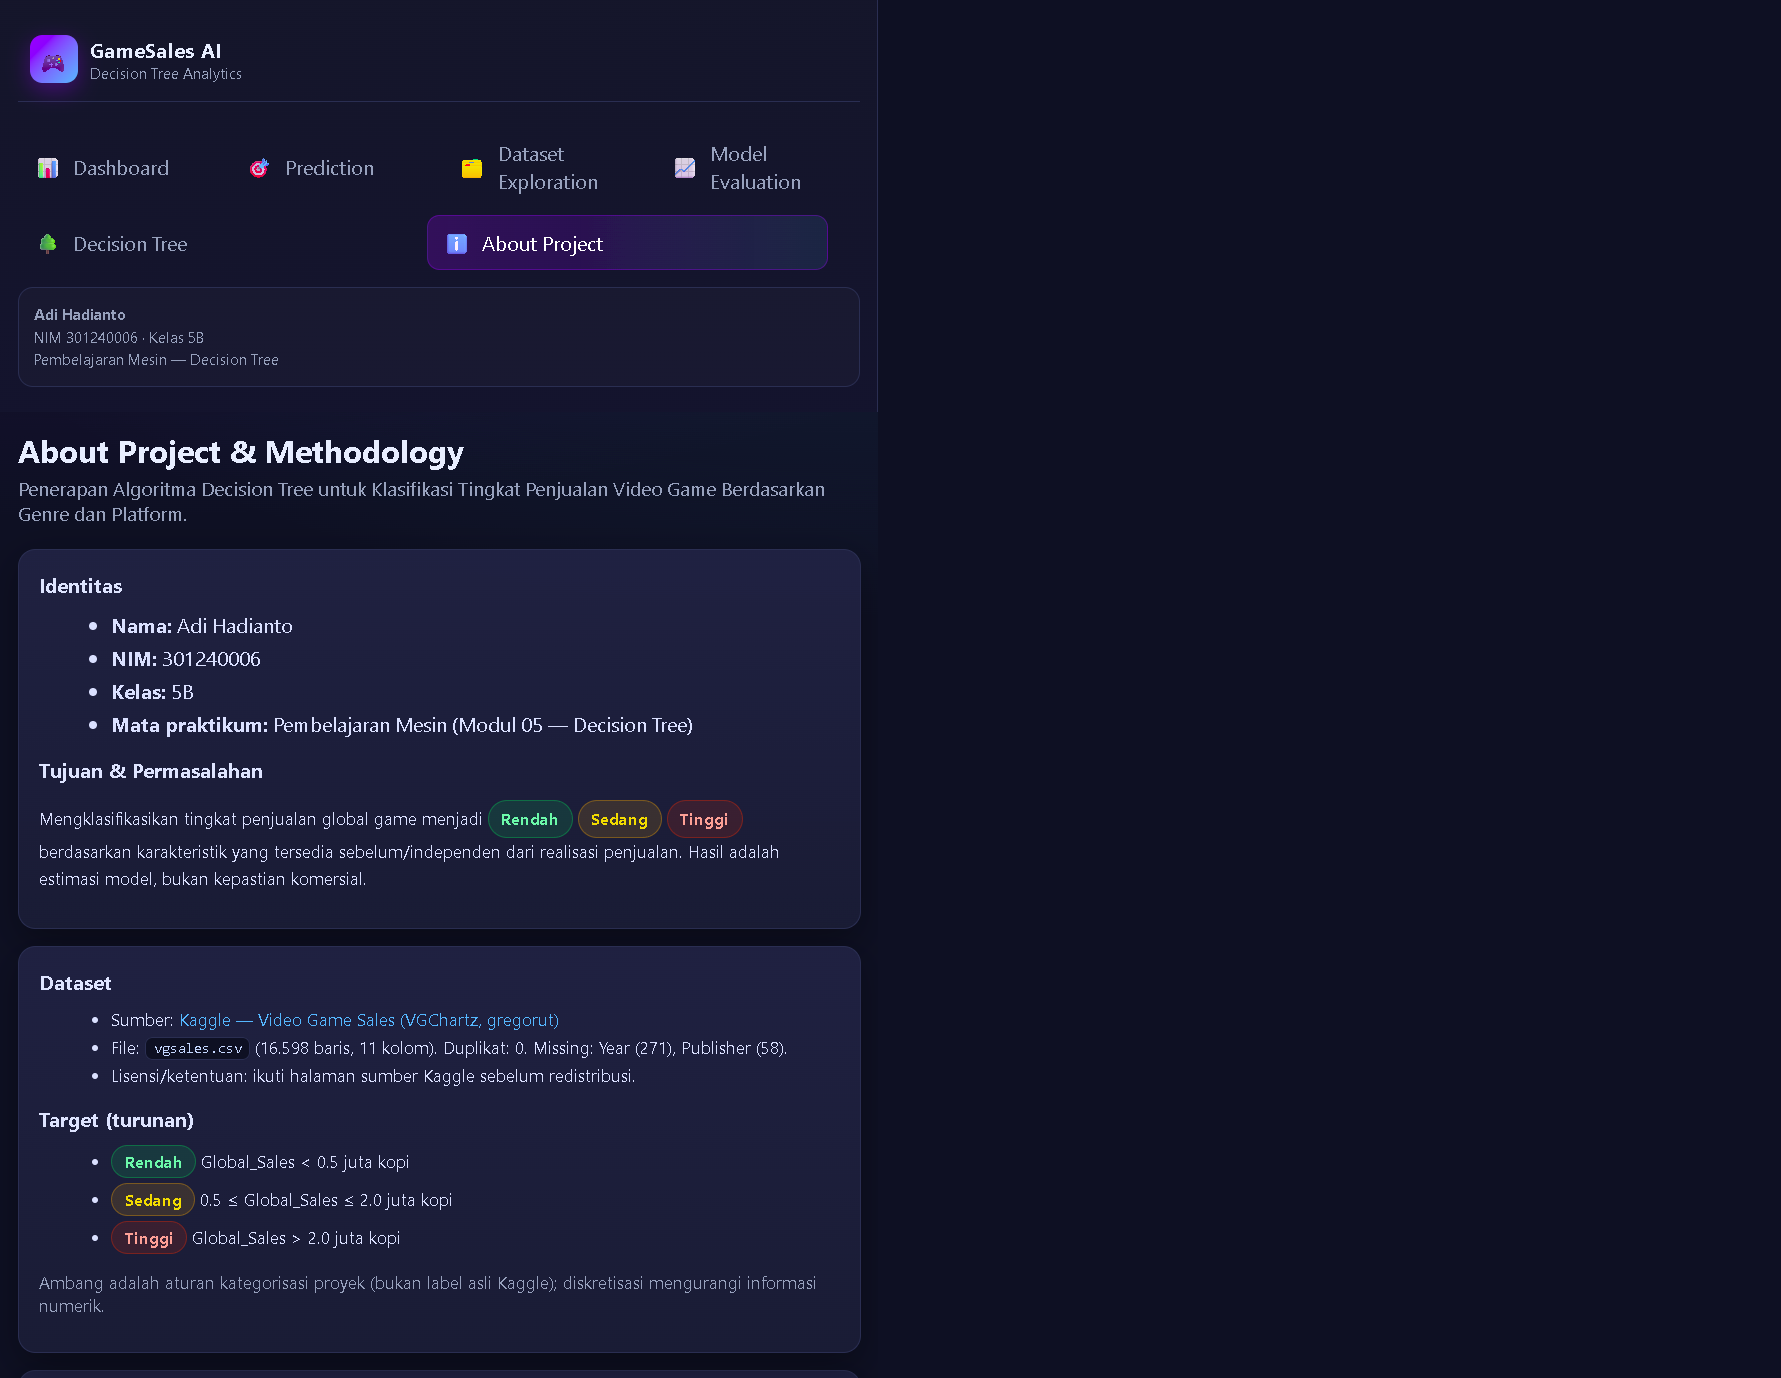 GameSales AI
Decision Tree Analytics
Dashboard
Prediction
Dataset
Exploration
Model
Evaluation
Decision Tree
About Project
Adi Hadianto
NIM 301240006 · Kelas 5B
Pembelajaran Mesin — Decision Tree
About Project & Methodology
Penerapan Algoritma Decision Tree untuk Klasifikasi Tingkat Penjualan Video Game Berdasarkan
Genre dan Platform.
Identitas
• Nama: Adi Hadianto
• NIM: 301240006
• Kelas: 5B
• Mata praktikum: Pembelajaran Mesin (Modul 05 — Decision Tree)
Tujuan & Permasalahan
Mengklasifikasikan tingkat penjualan global game menjadi Rendah Sedang Tinggi
berdasarkan karakteristik yang tersedia sebelum/independen dari realisasi penjualan. Hasil adalah
estimasi model, bukan kepastian komersial.
Dataset
• Sumber: Kaggle — Video Game Sales (VGChartz, gregorut)
• File: vgsales.csv (16.598 baris, 11 kolom). Duplikat: 0. Missing: Year (271), Publisher (58).
• Lisensi/ketentuan: ikuti halaman sumber Kaggle sebelum redistribusi.
Target (turunan)
• Rendah Global_Sales < 0.5 juta kopi
• Sedang 0.5 ≤ Global_Sales ≤ 2.0 juta kopi
• Tinggi Global_Sales > 2.0 juta kopi
Ambang adalah aturan kategorisasi proyek (bukan label asli Kaggle); diskretisasi mengurangi informasi
numerik.